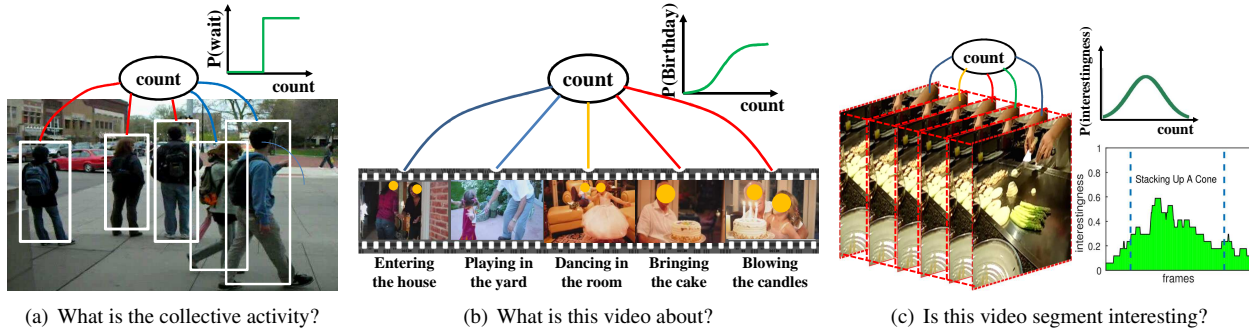 P(wait)
count
count
(a) What is the collective activity?
P(Birthday)
count
count
Entering
the house
Playing in
the yard
Dancing in
the room
Bringing
the cake
Blowing
the candles
(b) What is this video about?
count
P(interestingness)
count
1
0.8
0.6
0.4
0.2
0
interestingness
Stacking Up A Cone
frames
(c) Is this video segment interesting?